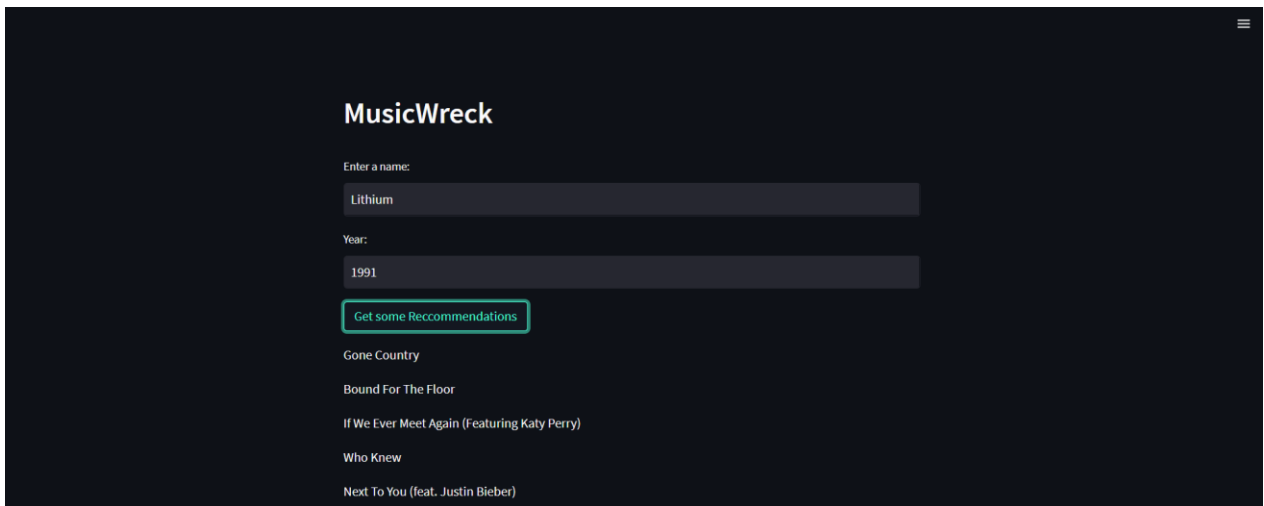 MusicWreck
Enter a name:
Lithium
Year:
1991
Get some Reccommendations
Gone Country
Bound For The Floor
If We Ever Meet Again (Featuring Katy Perry)
Who Knew
Next To You (feat. Justin Bieber)